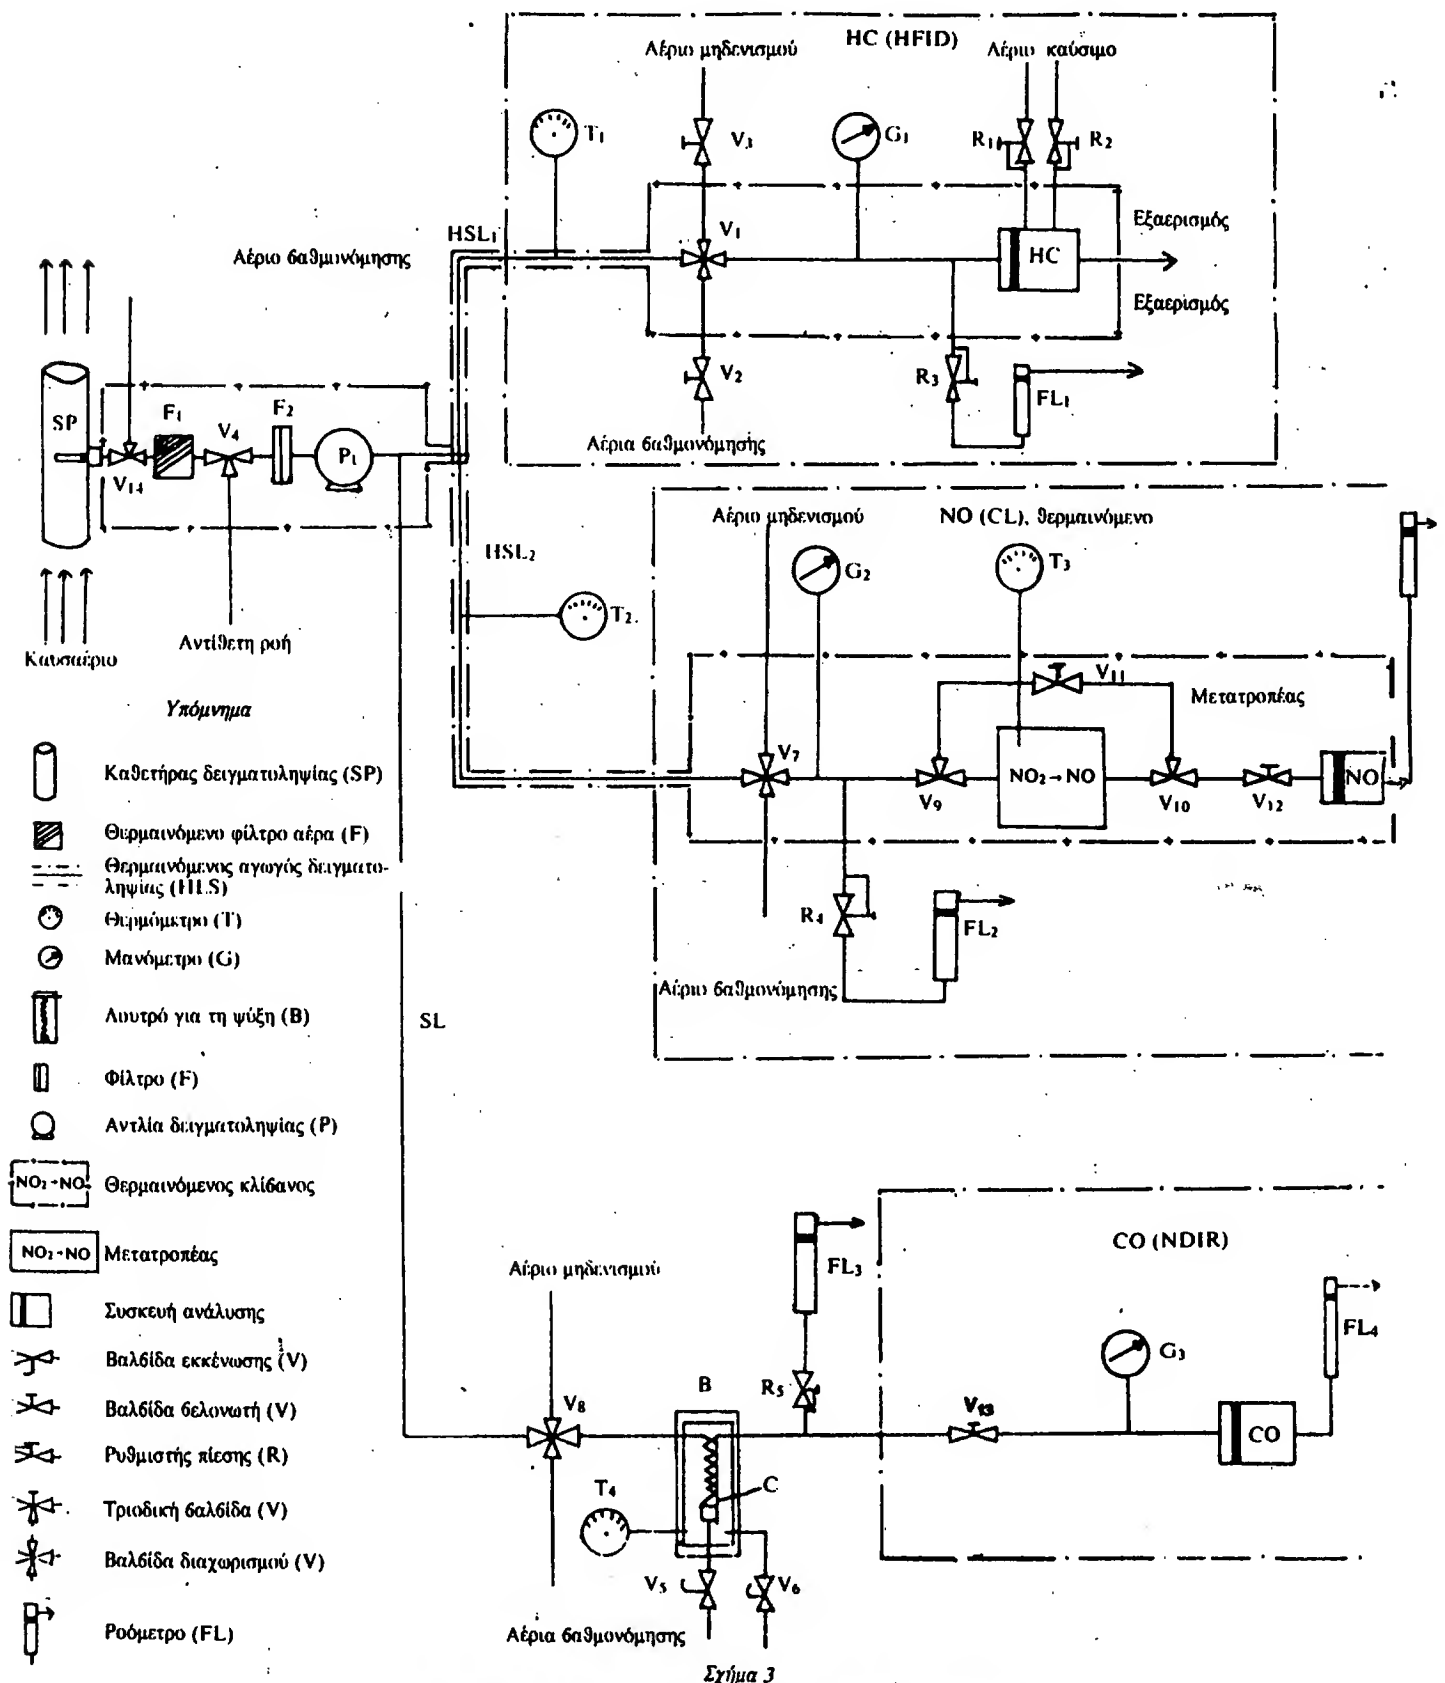 HC (HFID)
Αέριο μηδενισμού
Αέριο καύσιμο
T1
V3
G1
R1
R2
HSL1
V1
Εξαερισμός
Αέριο βαθμονόμησης
HC
Εξαερισμός
V2
R3
FL1
SP
F1
V4
F2
P1
V14
Αέρια βαθμονόμησής
Αέριο μηδενισμού
NO (CL), θερμαινόμενο
HSL2
G2
T3
T2
Αντίθετη ροή
Καυσαέριο
V11
Μετατροπέας
Υπόμνημα
V7
NO2→NO
NO
V9
V10
V12
Καθετήρας δειγματοληψίας (SP)
Θερμαινόμενο φίλτρο αέρα (F)
Θερμαινόμενος αγωγός δειγματο-
ληψίας (HLS)
Θερμόμετρο (T)
R4
FL2
Μανόμετρο (G)
Αέριο βαθμονόμησης
Λουτρό για τη ψύξη (B)
SL
Φίλτρο (F)
Αντλία δειγματοληψίας (P)
NO2→NO
Θερμαινόμενος κλίβανος
NO2→NO
Μετατροπέας
CO (NDIR)
Αέριο μηδενισμού
FL3
Συσκευή ανάλυσης
FL4
Βαλβίδα εκκένωσης (V)
G3
B
R5
Βαλβίδα βελονωτή (V)
V8
V13
CO
Ρυθμιστής πίεσης (R)
T4
C
Τριοδική βαλβίδα (V)
Βαλβίδα διαχωρισμού (V)
V5
V6
Ροόμετρο (FL)
Αέρια βαθμονόμησης
Σχήμα 3